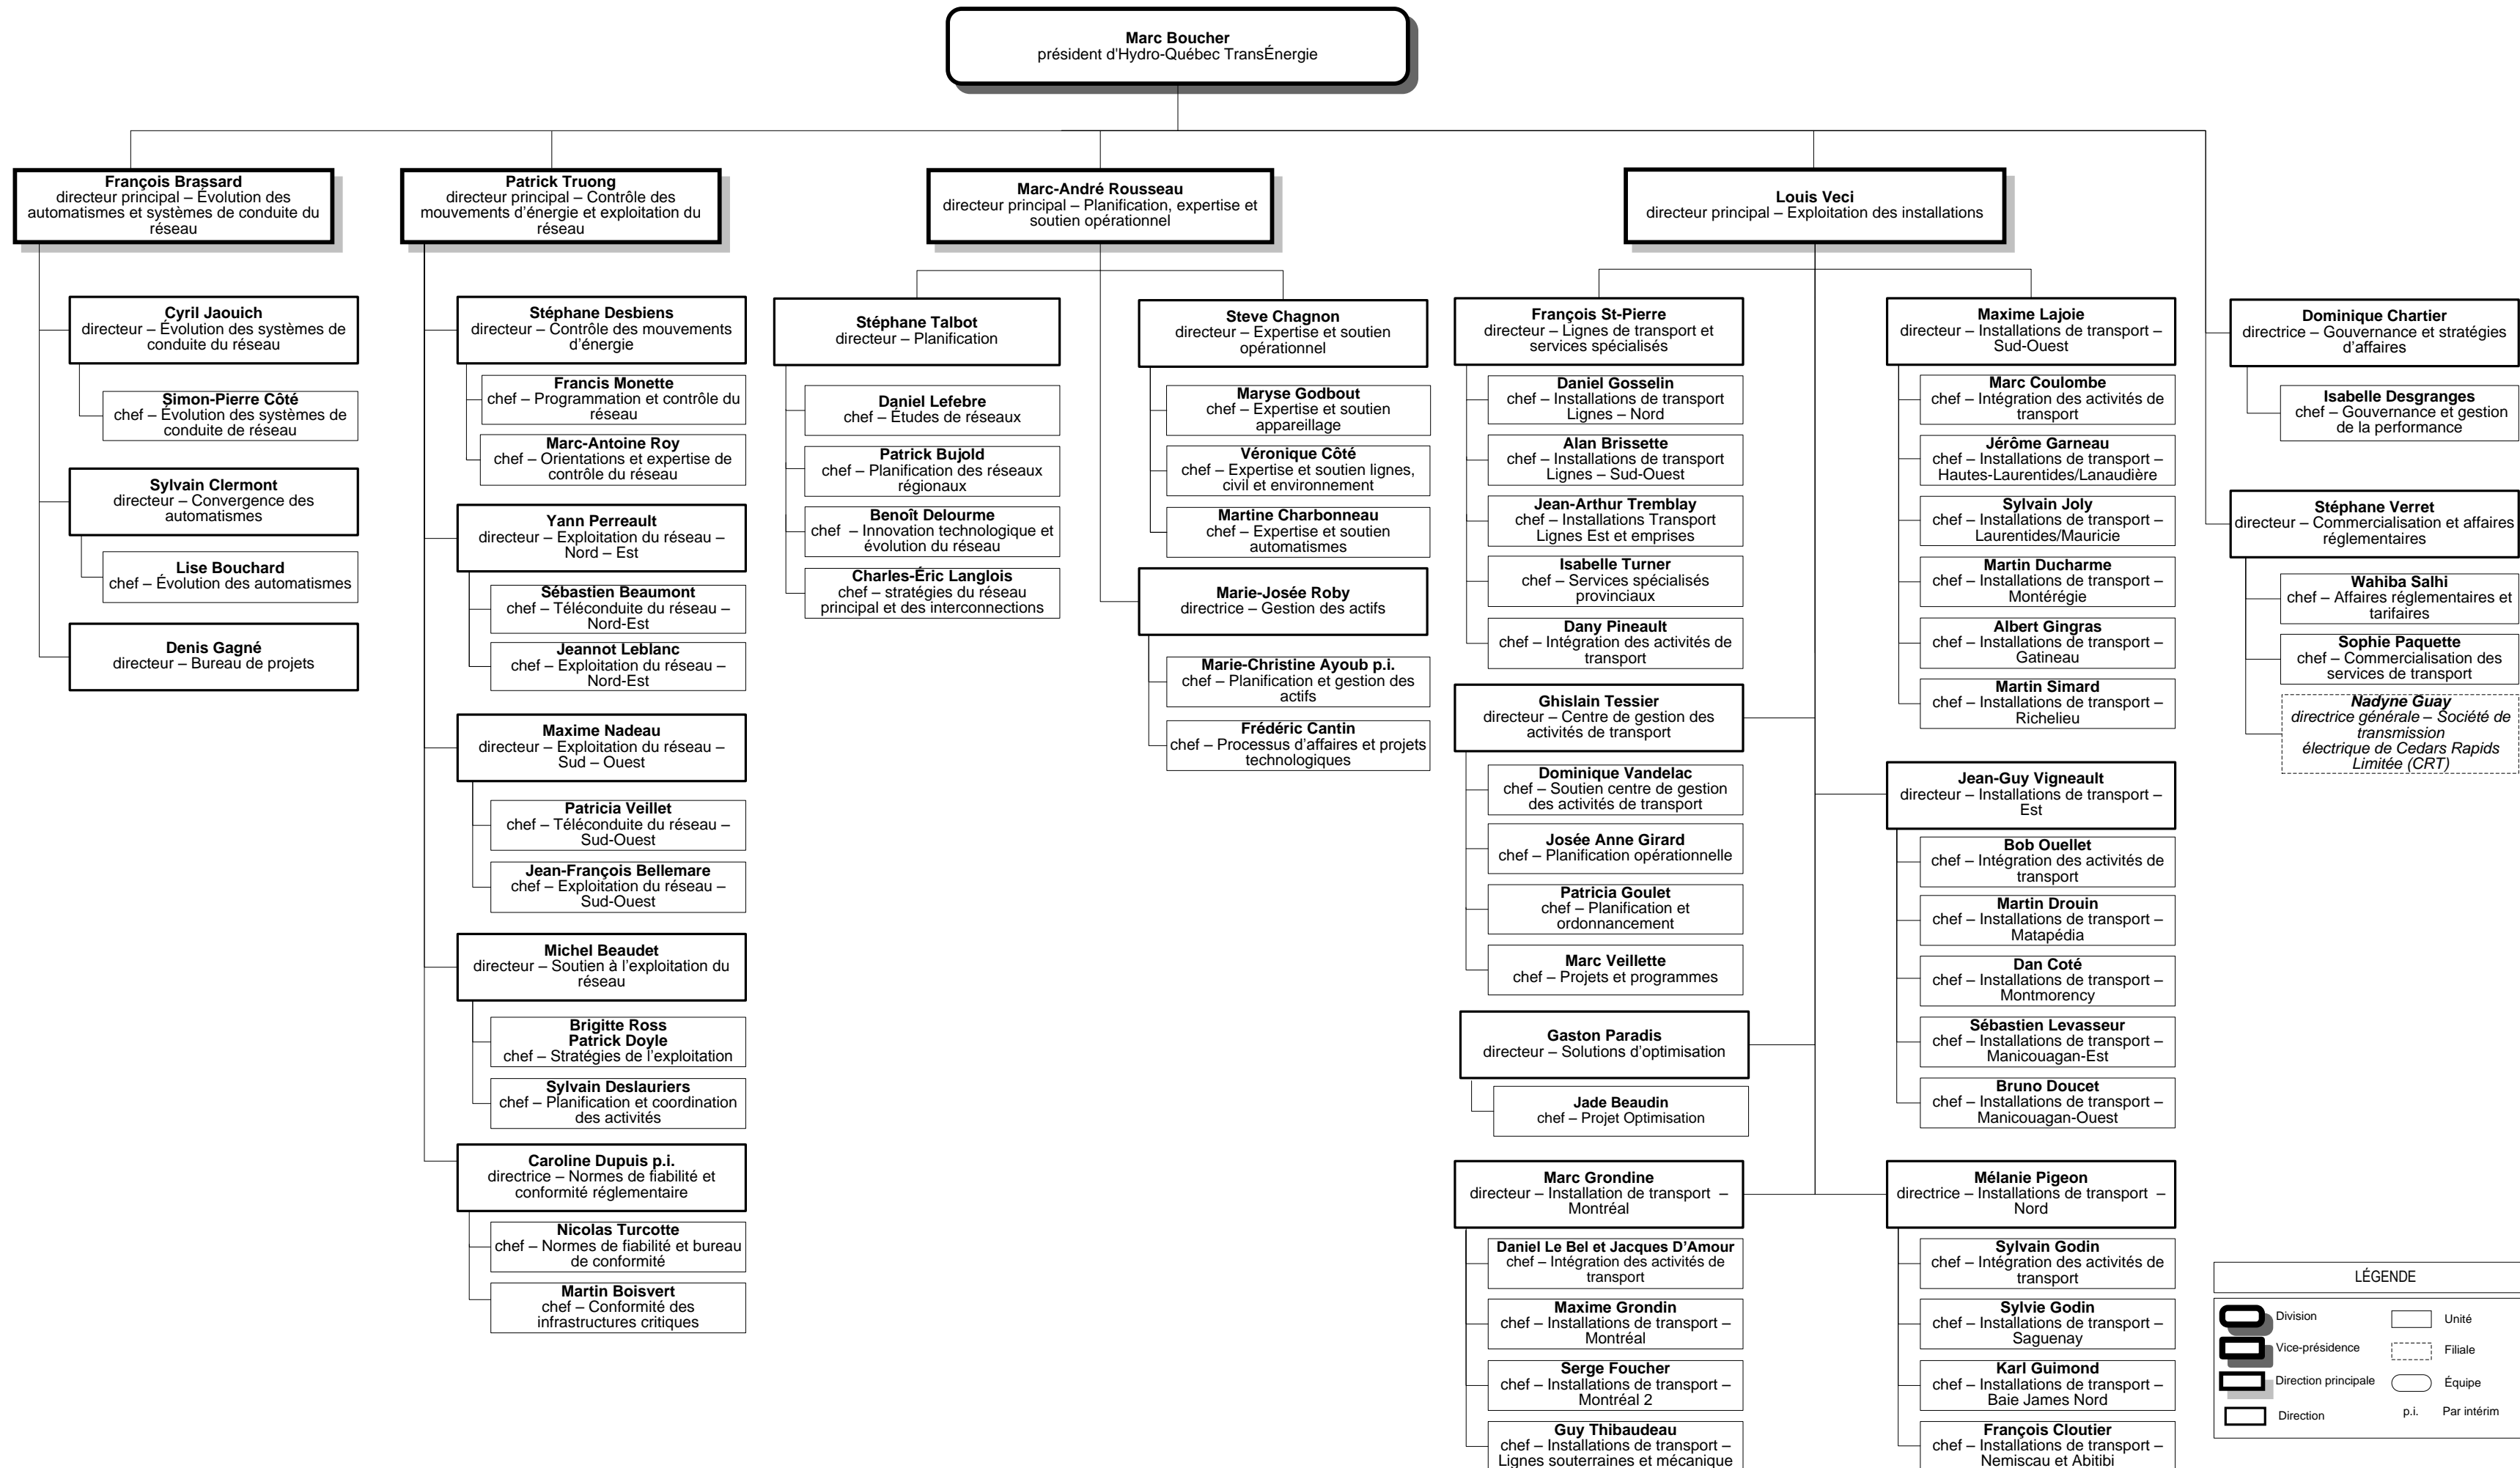 Marc Boucher
président d'Hydro-Québec TransÉnergie
François Brassard
directeur principal – Évolution des
automatismes et systèmes de conduite du
réseau
Cyril Jaouich
directeur – Évolution des systèmes de
conduite du réseau
Simon-Pierre Côté
chef – Évolution des systèmes de
conduite de réseau
Sylvain Clermont
directeur – Convergence des
automatismes
Lise Bouchard
chef – Évolution des automatismes
Denis Gagné
directeur – Bureau de projets
Patrick Truong
directeur principal – Contrôle des
mouvements d'énergie et exploitation du
réseau
Stéphane Desbiens
directeur – Contrôle des mouvements
d'énergie
Francis Monette
chef – Programmation et contrôle du
réseau
Marc-Antoine Roy
chef – Orientations et expertise de
contrôle du réseau
Yann Perreault
directeur – Exploitation du réseau –
Nord – Est
Sébastien Beaumont
chef – Téléconduite du réseau –
Nord-Est
Jeannot Leblanc
chef – Exploitation du réseau –
Nord-Est
Maxime Nadeau
directeur – Exploitation du réseau –
Sud – Ouest
Patricia Veillet
chef – Téléconduite du réseau –
Sud-Ouest
Jean-François Bellemare
chef – Exploitation du réseau –
Sud-Ouest
Michel Beaudet
directeur – Soutien à l'exploitation du
réseau
Brigitte Ross
Patrick Doyle
chef – Stratégies de l'exploitation
Sylvain Deslauriers
chef – Planification et coordination
des activités
Caroline Dupuis p.i.
directrice – Normes de fiabilité et
conformité réglementaire
Nicolas Turcotte
chef – Normes de fiabilité et bureau
de conformité
Martin Boisvert
chef – Conformité des
infrastructures critiques
Marc-André Rousseau
directeur principal – Planification, expertise et
soutien opérationnel
Stéphane Talbot
directeur – Planification
Daniel Lefebre
chef – Études de réseaux
Patrick Bujold
chef – Planification des réseaux
régionaux
Benoît Delourme
chef – Innovation technologique et
évolution du réseau
Charles-Éric Langlois
chef – stratégies du réseau
principal et des interconnections
Steve Chagnon
directeur – Expertise et soutien
opérationnel
Maryse Godbout
chef – Expertise et soutien
appareillage
Véronique Côté
chef – Expertise et soutien lignes,
civil et environnement
Martine Charbonneau
chef – Expertise et soutien
automatismes
Marie-Josée Roby
directrice – Gestion des actifs
Marie-Christine Ayoub p.i.
chef – Planification et gestion des
actifs
Frédéric Cantin
chef – Processus d'affaires et projets
technologiques
Louis Veci
directeur principal – Exploitation des installations
François St-Pierre
directeur – Lignes de transport et
services spécialisés
Daniel Gosselin
chef – Installations de transport
Lignes – Nord
Alan Brissette
chef – Installations de transport
Lignes – Sud-Ouest
Jean-Arthur Tremblay
chef – Installations Transport
Lignes Est et emprises
Isabelle Turner
chef – Services spécialisés
provinciaux
Dany Pineault
chef – Intégration des activités de
transport
Ghislain Tessier
directeur – Centre de gestion des
activités de transport
Dominique Vandelac
chef – Soutien centre de gestion
des activités de transport
Josée Anne Girard
chef – Planification opérationnelle
Patricia Goulet
chef – Planification et
ordonnancement
Marc Veillette
chef – Projets et programmes
Gaston Paradis
directeur – Solutions d'optimisation
Jade Beaudin
chef – Projet Optimisation
Marc Grondine
directeur – Installation de transport –
Montréal
Daniel Le Bel et Jacques D'Amour
chef – Intégration des activités de
transport
Maxime Grondin
chef – Installations de transport –
Montréal
Serge Foucher
chef – Installations de transport –
Montréal 2
Guy Thibaudeau
chef – Installations de transport –
Lignes souterraines et mécanique
Maxime Lajoie
directeur – Installations de transport –
Sud-Ouest
Marc Coulombe
chef – Intégration des activités de
transport
Jérôme Garneau
chef – Installations de transport –
Hautes-Laurentides/Lanaudière
Sylvain Joly
chef – Installations de transport –
Laurentides/Mauricie
Martin Ducharme
chef – Installations de transport –
Montérégie
Albert Gingras
chef – Installations de transport –
Gatineau
Martin Simard
chef – Installations de transport –
Richelieu
Jean-Guy Vigneault
directeur – Installations de transport –
Est
Bob Ouellet
chef – Intégration des activités de
transport
Martin Drouin
chef – Installations de transport –
Matapédia
Dan Coté
chef – Installations de transport –
Montmorency
Sébastien Levasseur
chef – Installations de transport –
Manicouagan-Est
Bruno Doucet
chef – Installations de transport –
Manicouagan-Ouest
Mélanie Pigeon
directrice – Installations de transport –
Nord
Sylvain Godin
chef – Intégration des activités de
transport
Sylvie Godin
chef – Installations de transport –
Saguenay
Karl Guimond
chef – Installations de transport –
Baie James Nord
François Cloutier
chef – Installations de transport –
Nemiscau et Abitibi
Dominique Chartier
directrice – Gouvernance et stratégies
d'affaires
Isabelle Desgranges
chef – Gouvernance et gestion
de la performance
Stéphane Verret
directeur – Commercialisation et affaires
réglementaires
Wahiba Salhi
chef – Affaires réglementaires et
tarifaires
Sophie Paquette
chef – Commercialisation des
services de transport
Nadyne Guay
directrice générale – Société de
transmission
électrique de Cedars Rapids
Limitée (CRT)
LÉGENDE
Division
Vice-présidence
Direction principale
Direction
Unité
Filiale
Équipe
p.i. Par intérim